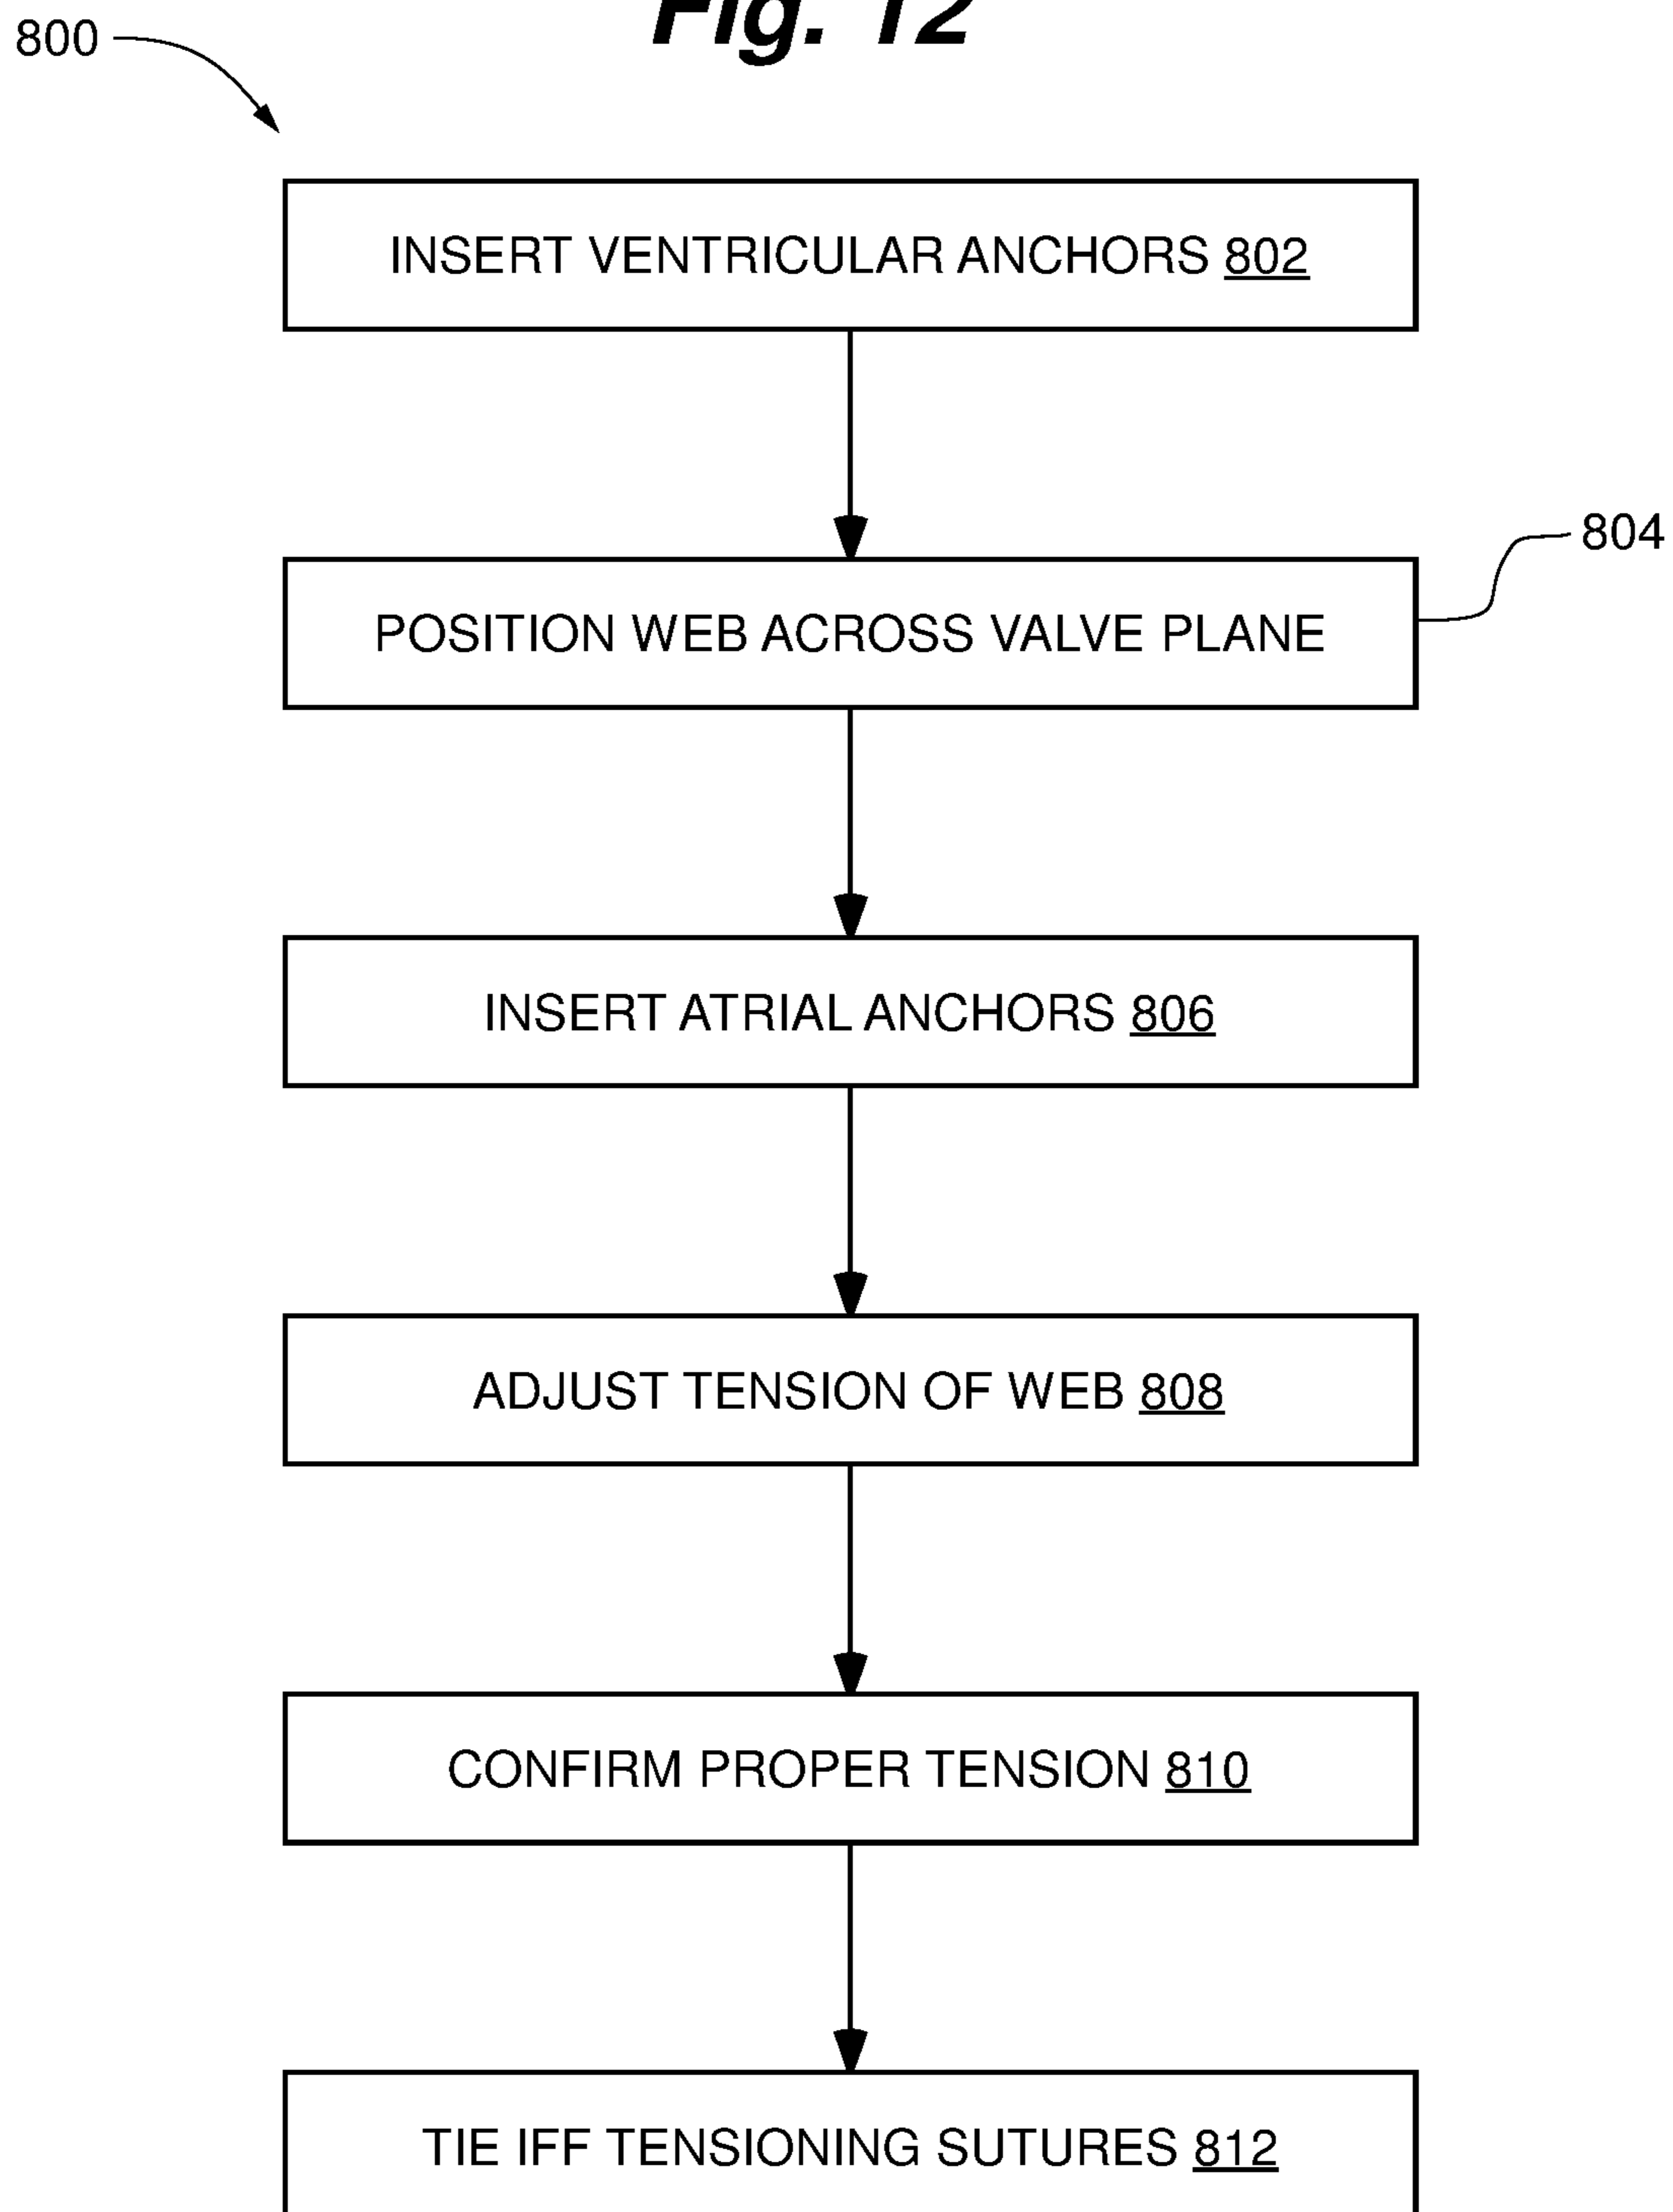 Fig. 12
800
INSERT VENTRICULAR ANCHORS 802
804
POSITION WEB ACROSS VALVE PLANE
INSERT ATRIAL ANCHORS 806
ADJUST TENSION OF WEB 808
CONFIRM PROPER TENSION 810
TIE IFF TENSIONING SUTURES 812